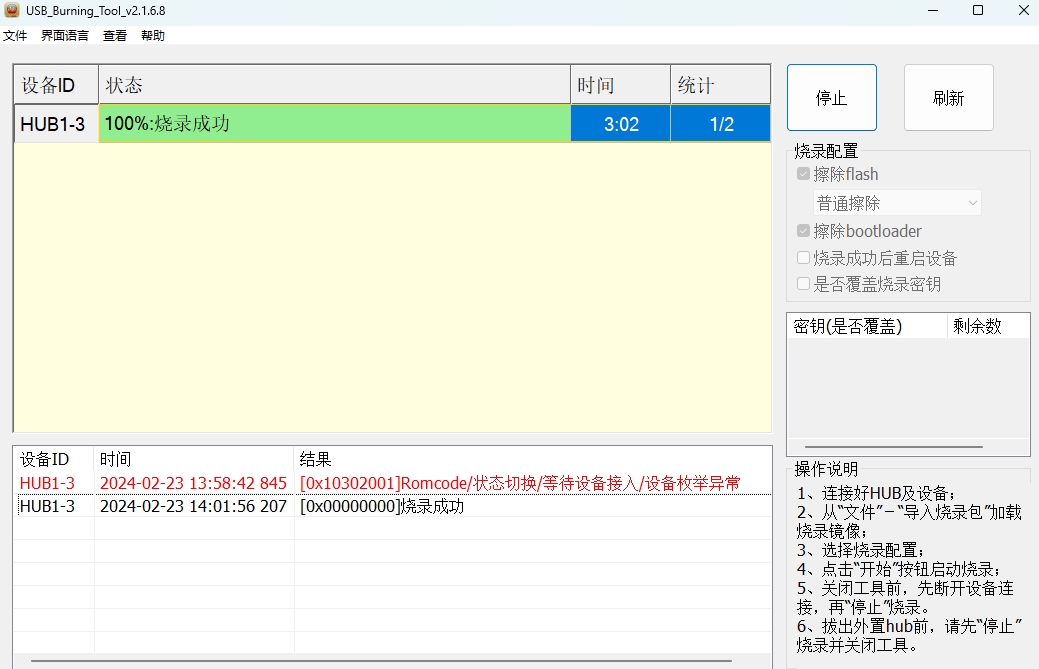 USB_Burning_Tool_v2.1.6.8
文件 界面语言 查看 帮助
设备ID 状态 时间 统计
HUB1-3 100%:烧录成功 3:02 1/2
停止 刷新
烧录配置
擦除flash
普通擦除
擦除bootloader
烧录成功后重启设备
是否覆盖烧录密钥
密钥(是否覆盖) 剩余数
设备ID 时间 结果
HUB1-3 2024-02-23 13:58:42 845 [0x10302001]Romcode/状态切换/等待设备接入/设备枚举异常
HUB1-3 2024-02-23 14:01:56 207 [0x00000000]烧录成功
操作说明
1、连接好HUB及设备；
2、从“文件”–“导入烧录包”加载
烧录镜像；
3、选择烧录配置；
4、点击“开始”按钮启动烧录；
5、关闭工具前，先断开设备连
接，再“停止”烧录。
6、拔出外置hub前，请先“停止”
烧录并关闭工具。